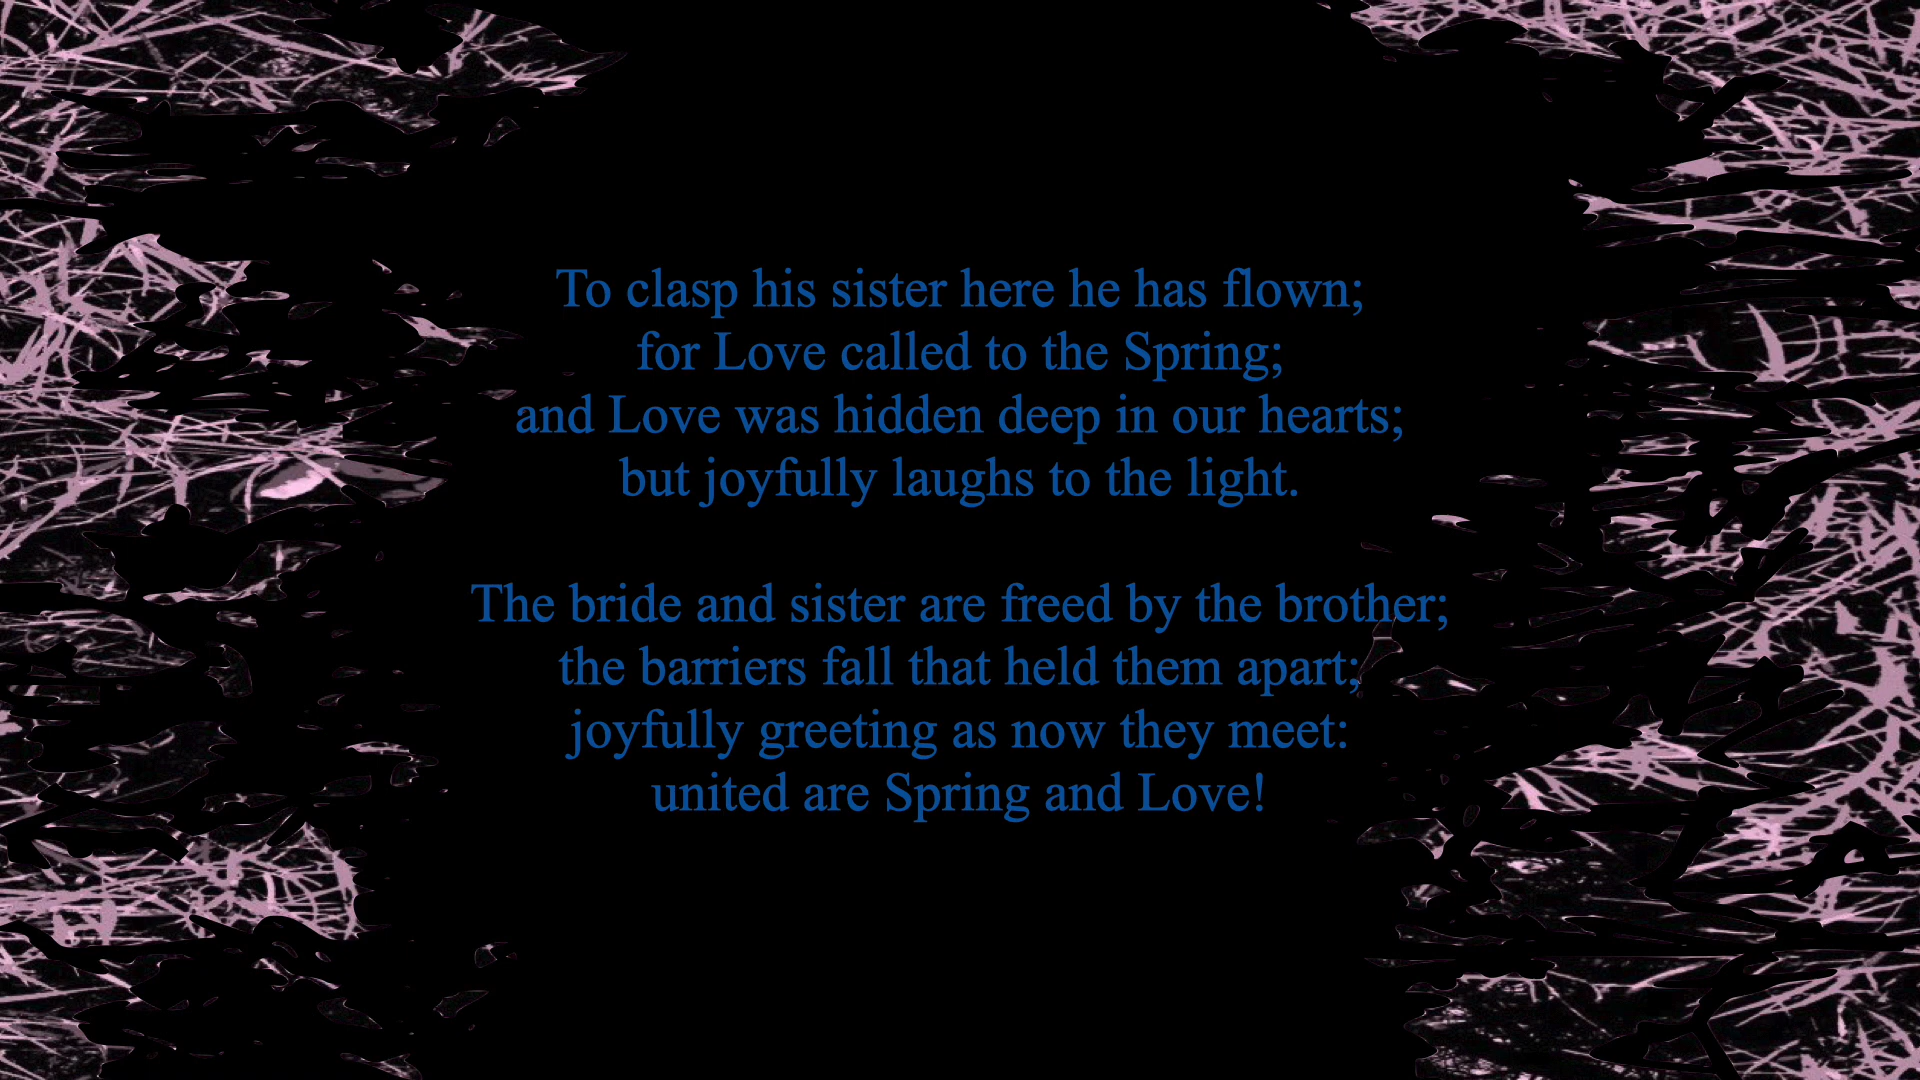 To clasp his sister here he has flown;
for Love called to the Spring;
and Love was hidden deep in our hearts;
but joyfully laughs to the light.
The bride and sister are freed by the brother;
the barriers fall that held them apart;
joyfully greeting as now they meet:
united are Spring and Love!